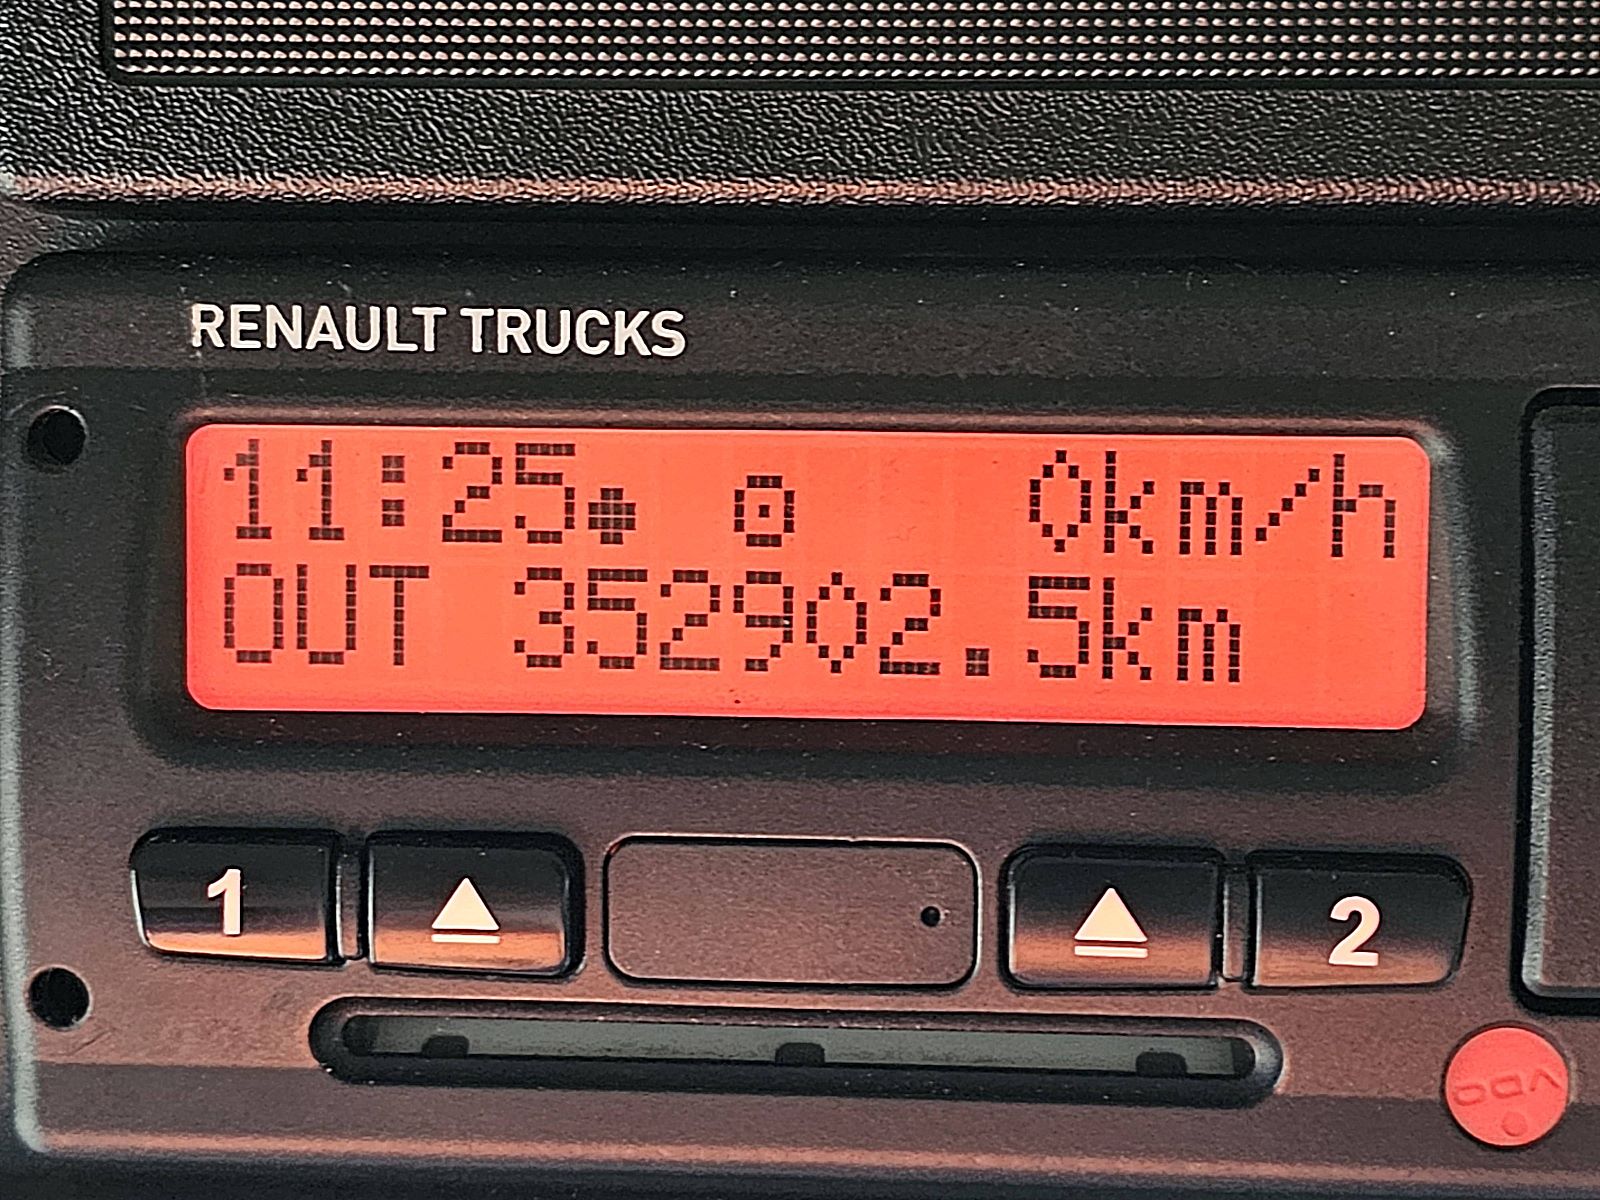 RENAULT TRUCKS
11:25 0km/h
OUT 352902.5km
1 2
VDO